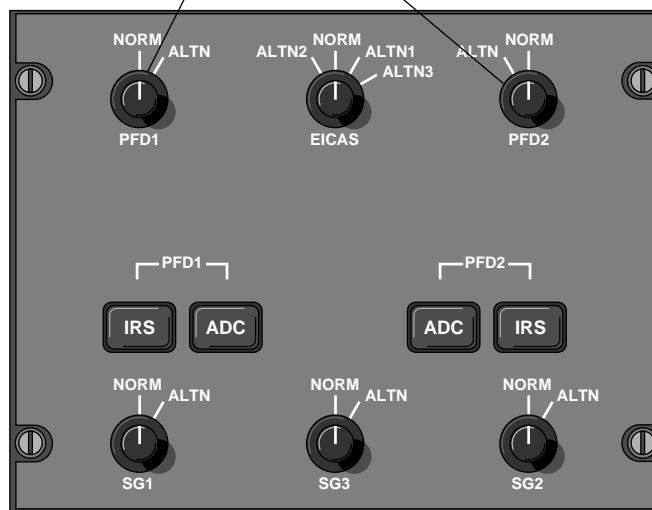 NORM ALTN
PFD1
ALTN2 NORM ALTN1
ALTN3
EICAS
ALTN NORM
PFD2
PFD1
IRS ADC
PFD2
ADC IRS
NORM ALTN
SG1
NORM ALTN
SG3
NORM ALTN
SG2